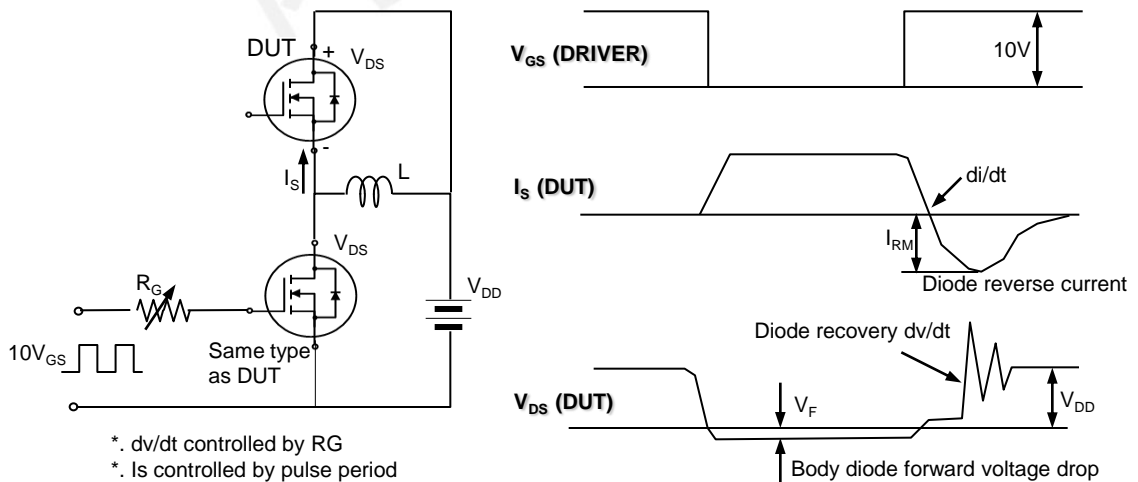 DUT
+
V_DS
-
I_S
L
V_DS
R_G
V_DD
10V_GS
Same type
as DUT
*. dv/dt controlled by RG
*. Is controlled by pulse period
V_GS (DRIVER)
10V
I_S (DUT)
di/dt
I_RM
Diode reverse current
Diode recovery dv/dt
V_DS (DUT)
V_F
V_DD
Body diode forward voltage drop